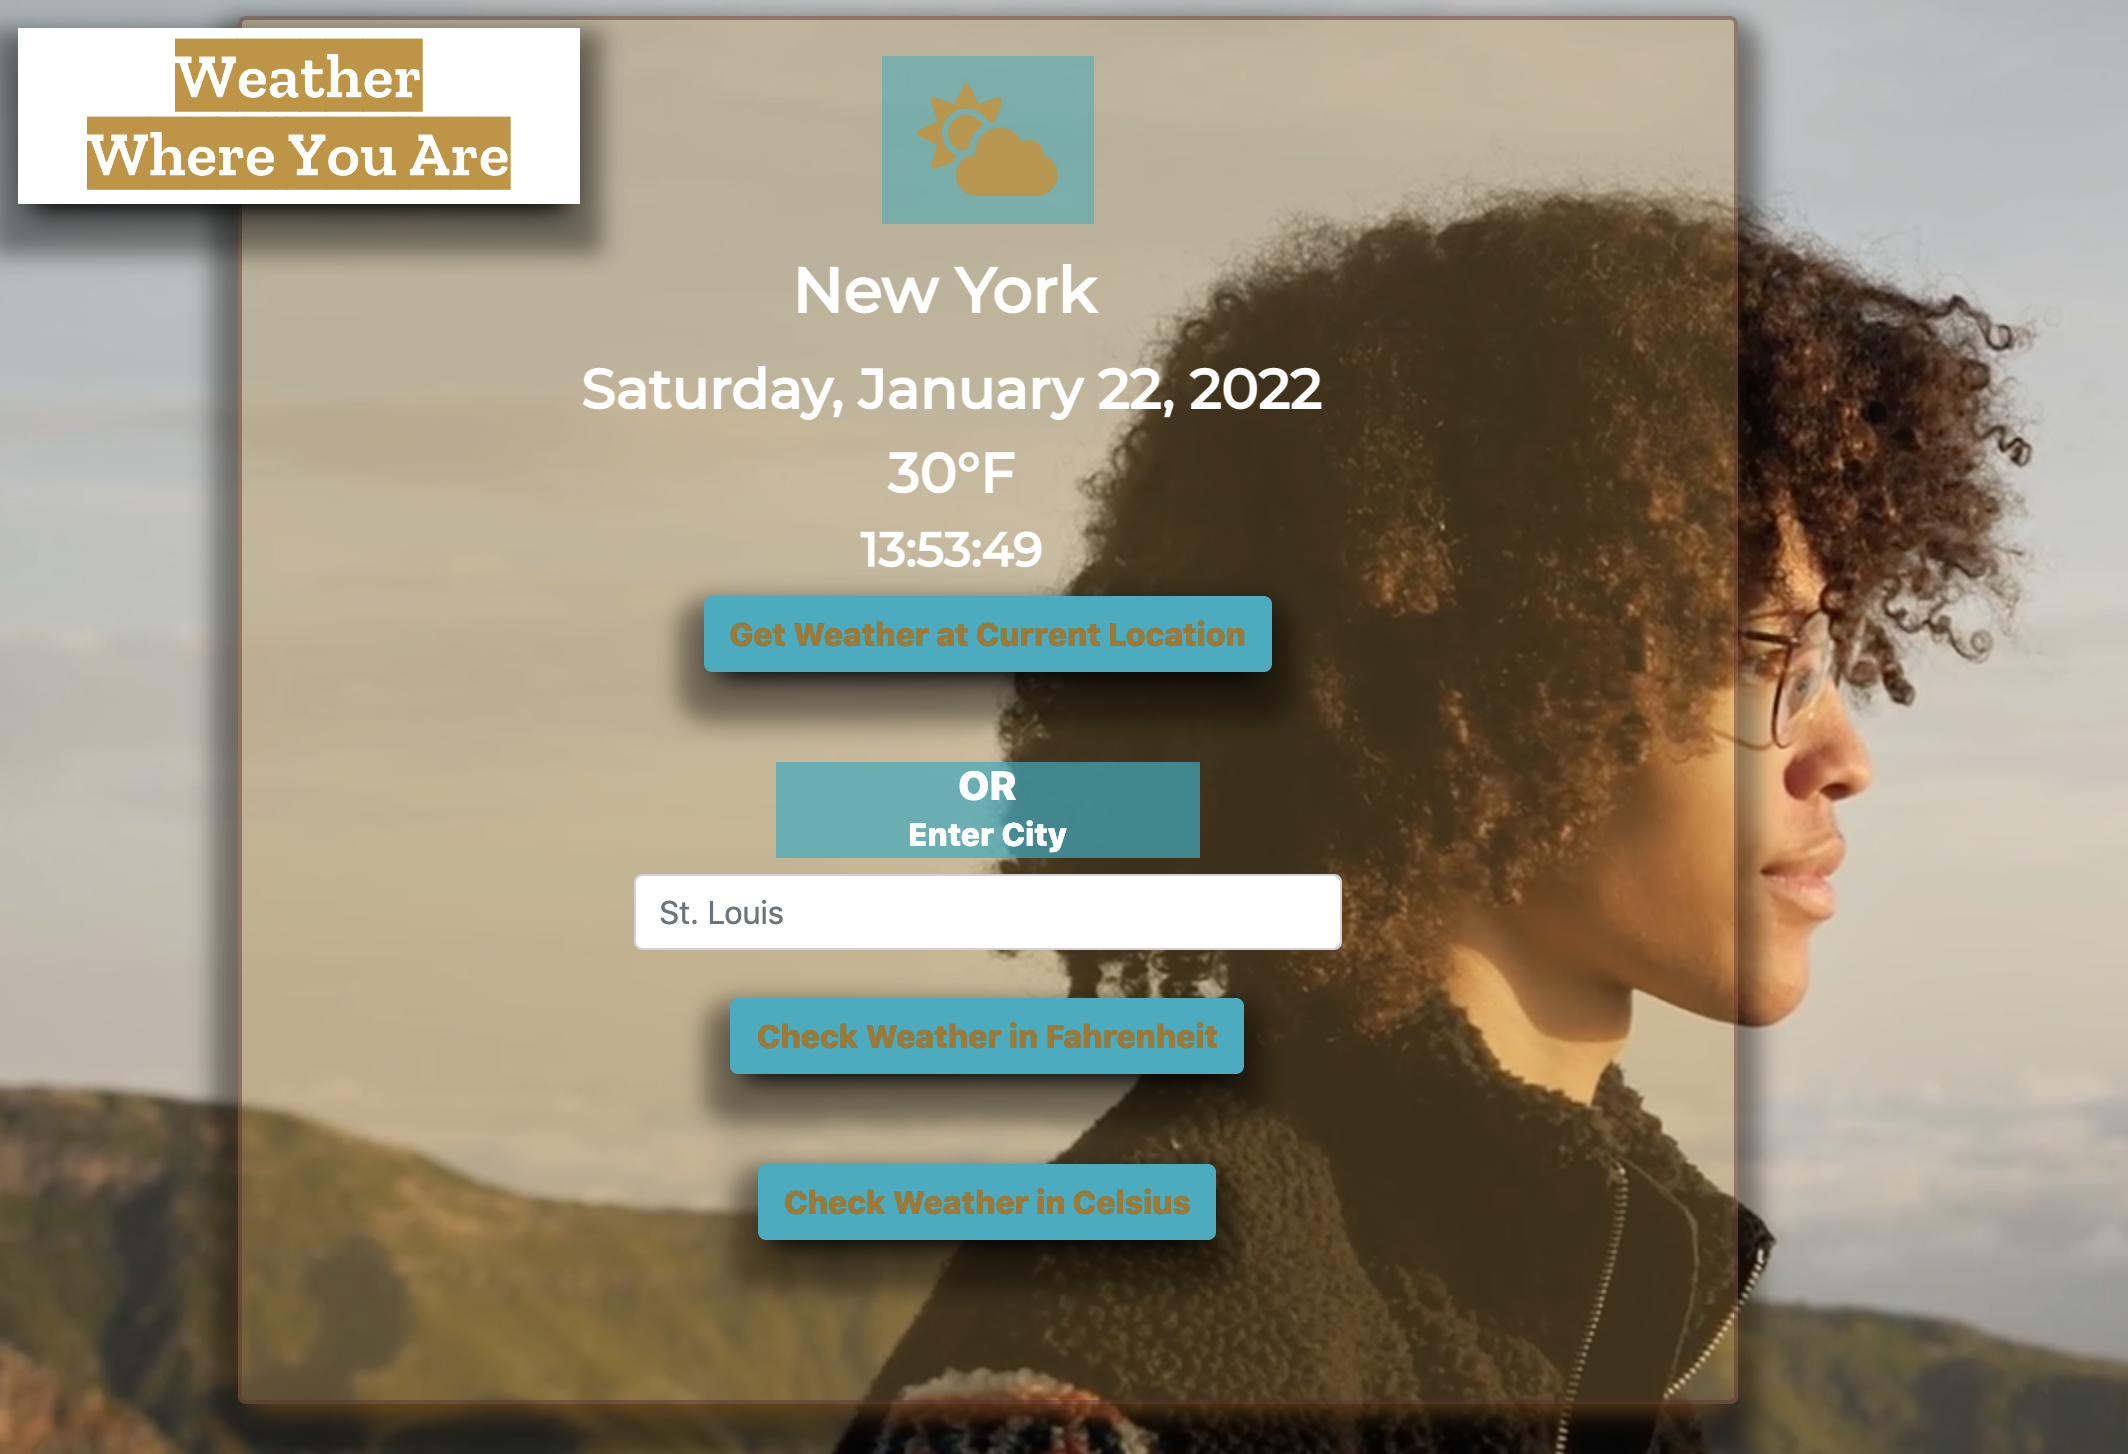 Weather
Where You Are
New York
Saturday, January 22, 2022
30°F
13:53:49
Get Weather at Current Location
OR
Enter City
St. Louis
Check Weather in Fahrenheit
Check Weather in Celsius